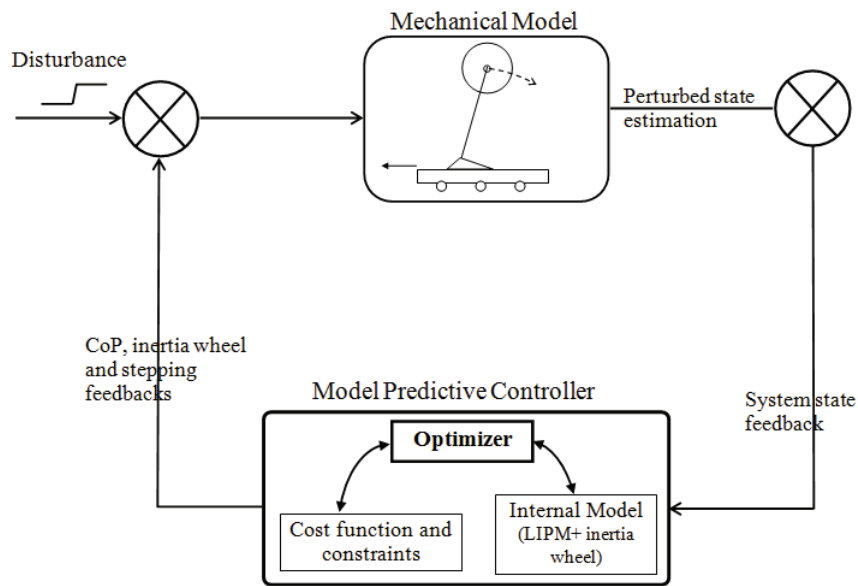 Mechanical Model
Disturbance
Perturbed state
estimation
CoP, inertia wheel
and stepping
feedbacks
Model Predictive Controller
System state
feedback
Optimizer
Cost function and
constraints
Internal Model
(LIPM+ inertia
wheel)